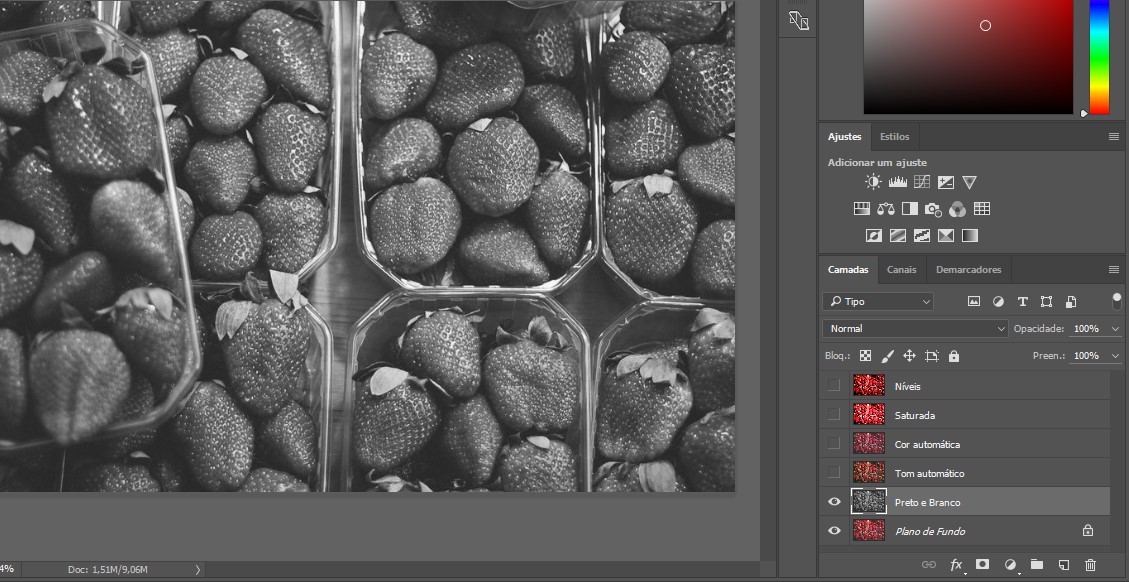 Ajustes Estilos
Adicionar um ajuste
Camadas Canais Demarcadores
Tipo
Normal Opacidade: 100%
Bloq.: Preen.: 100%
Níveis
Saturada
Cor automática
Tom automático
Preto e Branco
Plano de Fundo
4% Doc: 1,51M/9,06M
fx